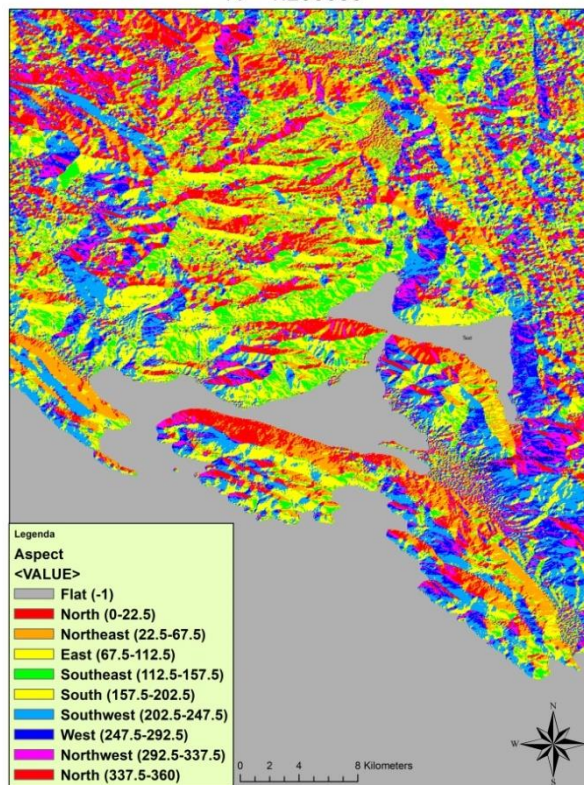 Legenda
Aspect
<VALUE>
Flat (-1)
North (0-22.5)
Northeast (22.5-67.5)
East (67.5-112.5)
Southeast (112.5-157.5)
South (157.5-202.5)
Southwest (202.5-247.5)
West (247.5-292.5)
Northwest (292.5-337.5)
North (337.5-360)
0 2 4 8 Kilometers
N
W E
S